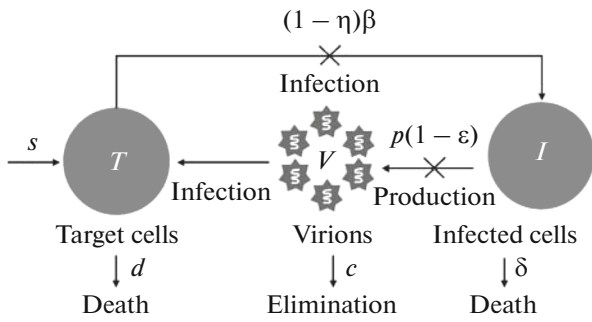 (1 − η)β
Infection
s
T
V
p(1 − ε)
I
Infection
Production
Target cells
Virions
Infected cells
d
c
δ
Death
Elimination
Death